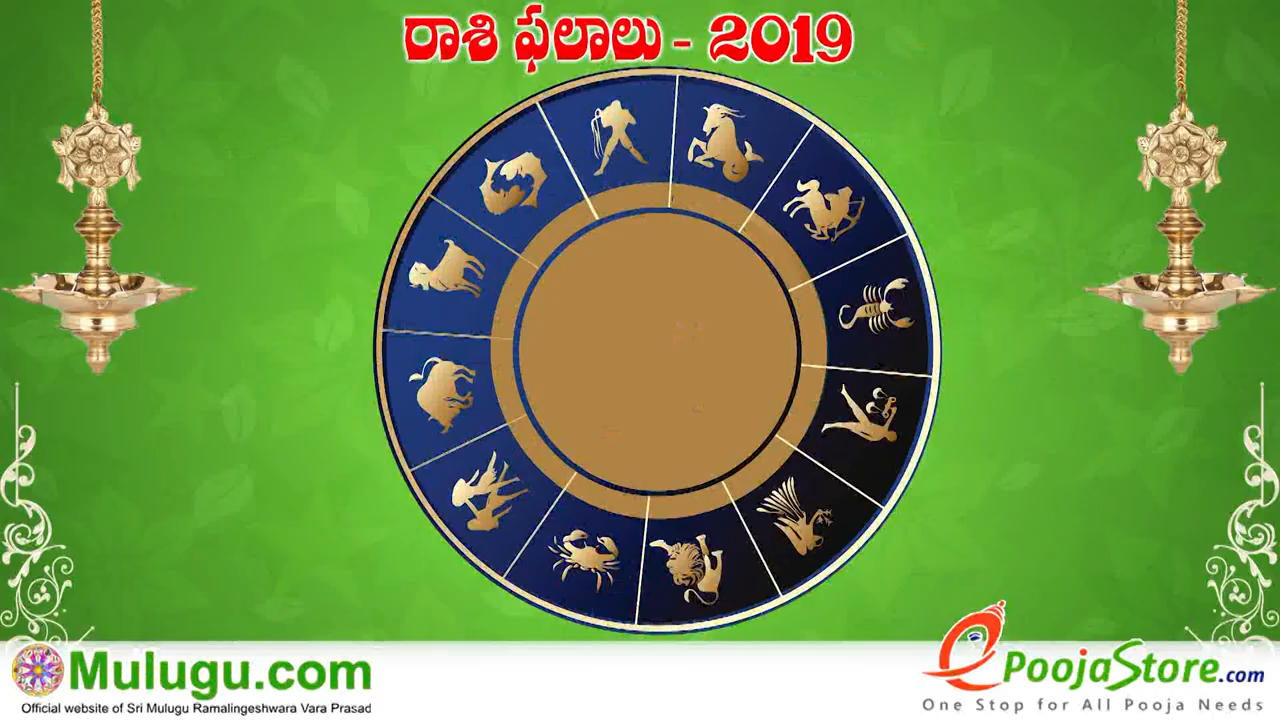 రాశి ఫలాలు - 2019
Mulugu.com
Official website of Sri Mulugu Ramalingeshwara Vara Prasad
ePoojaStore.com
One Stop for All Pooja Needs